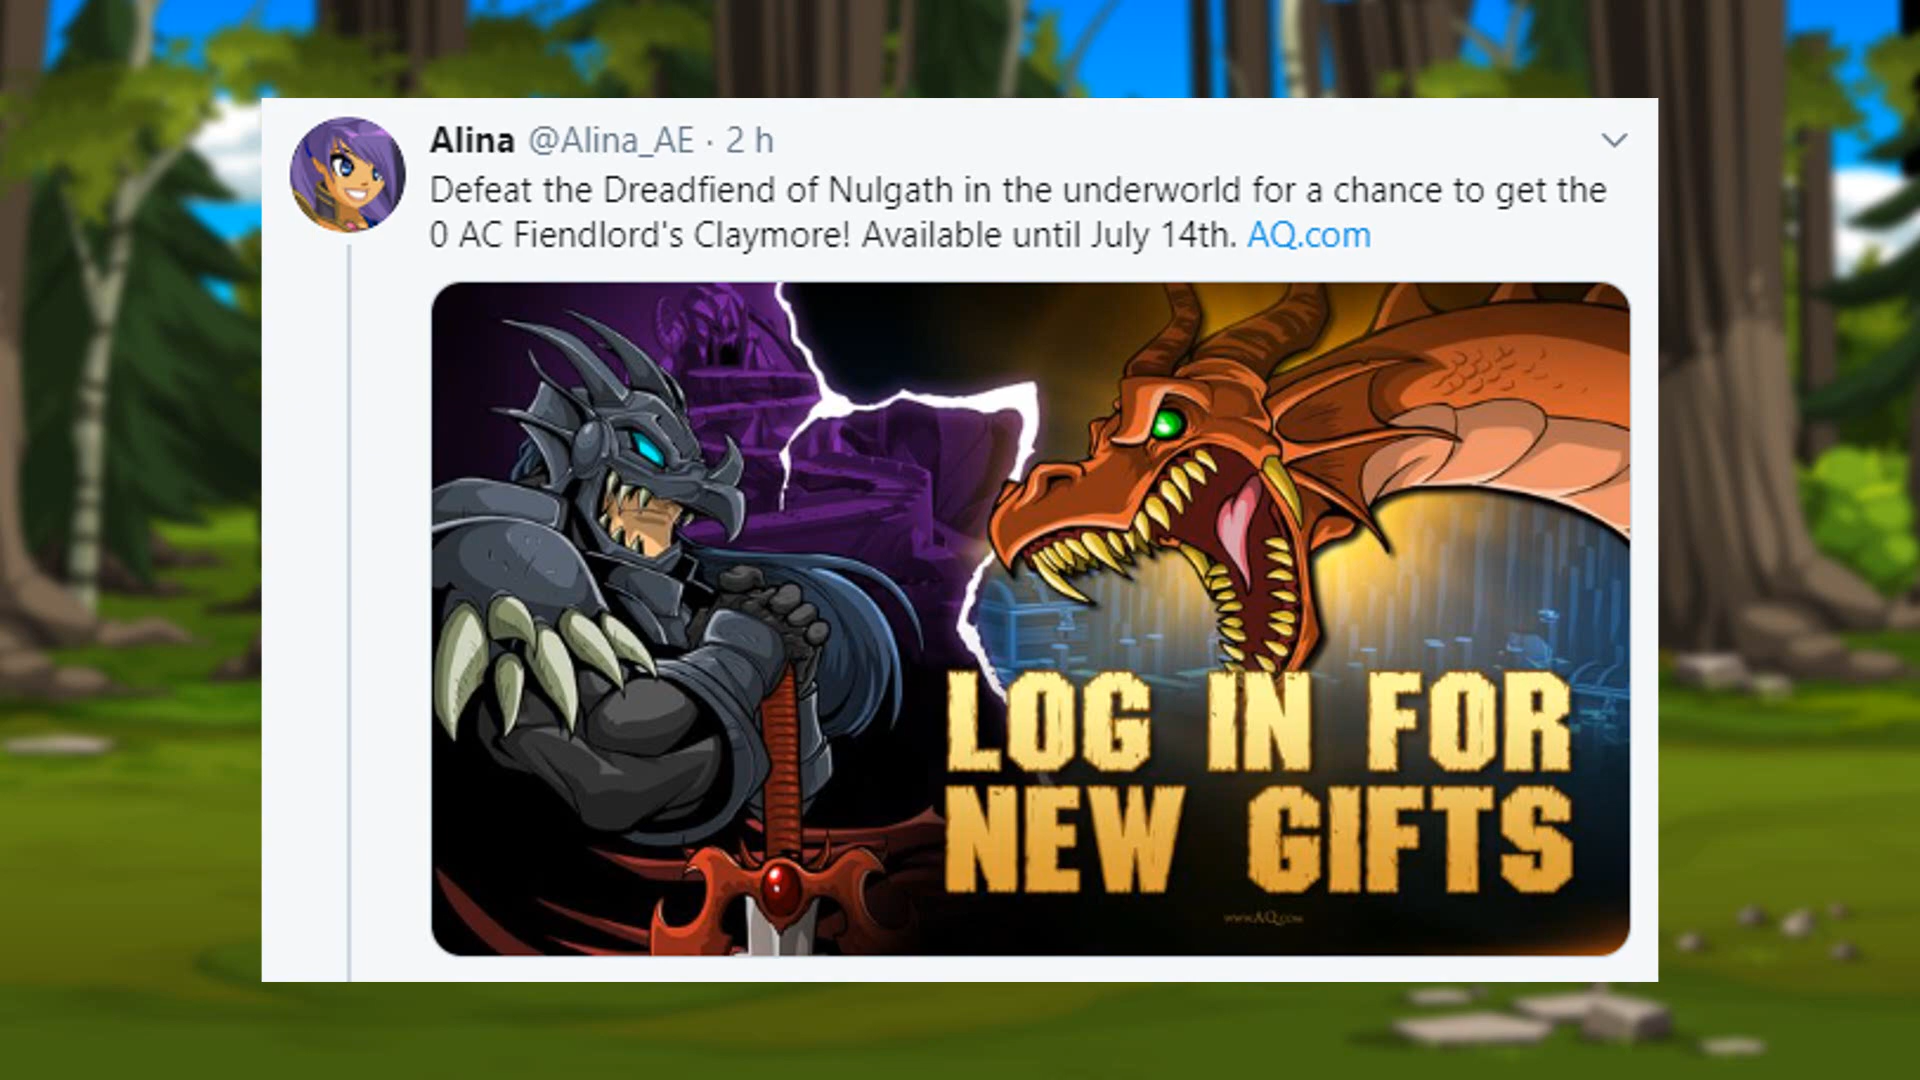 Alina @Alina_AE · 2 h
Defeat the Dreadfiend of Nulgath in the underworld for a chance to get the
0 AC Fiendlord's Claymore! Available until July 14th. AQ.com
LOG IN FOR
NEW GIFTS
www.AQ.com